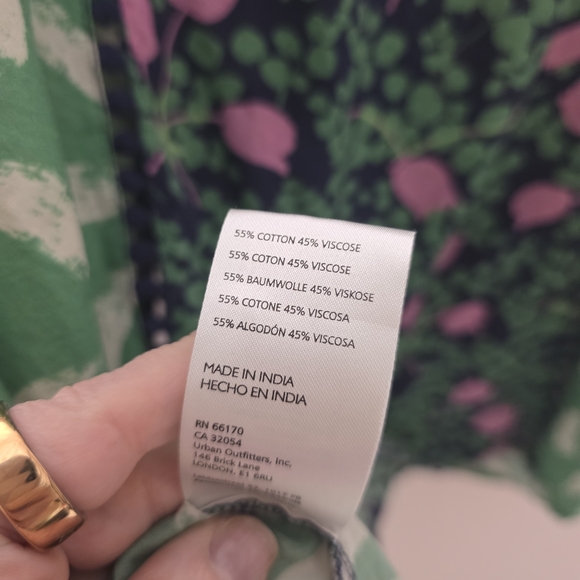 55% COTTON 45% VISCOSE
55% COTON 45% VISCOSE
55% BAUMWOLLE 45% VISKOSE
55% COTONE 45% VISCOSA
55% ALGODÓN 45% VISCOSA
MADE IN INDIA
HECHO EN INDIA
RN 66170
CA 32054
Urban Outfitters, Inc.
146 Brick Lane
LONDON, E1 6RU